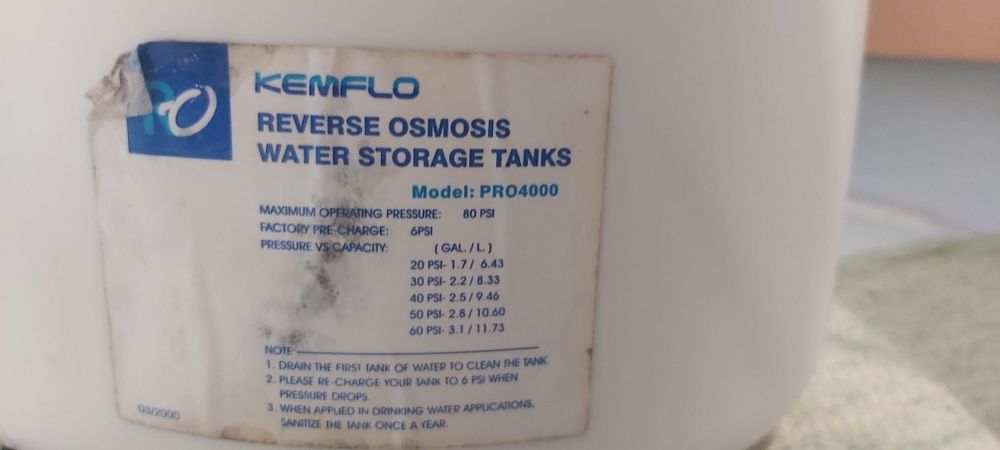 RO
KEMFLO
REVERSE OSMOSIS
WATER STORAGE TANKS
Model: PRO4000
MAXIMUM OPERATING PRESSURE: 80 PSI
FACTORY PRE-CHARGE: 6PSI
PRESSURE VS CAPACITY: ( GAL. / L. )
20 PSI- 1.7 / 6.43
30 PSI- 2.2 / 8.33
40 PSI- 2.5 / 9.46
50 PSI- 2.8 / 10.60
60 PSI- 3.1 / 11.73
NOTE
1. DRAIN THE FIRST TANK OF WATER TO CLEAN THE TANK
2. PLEASE RE-CHARGE YOUR TANK TO 6 PSI WHEN
PRESSURE DROPS.
3. WHEN APPLIED IN DRINKING WATER APPLICATIONS,
SANITIZE THE TANK ONCE A YEAR.
03/2000